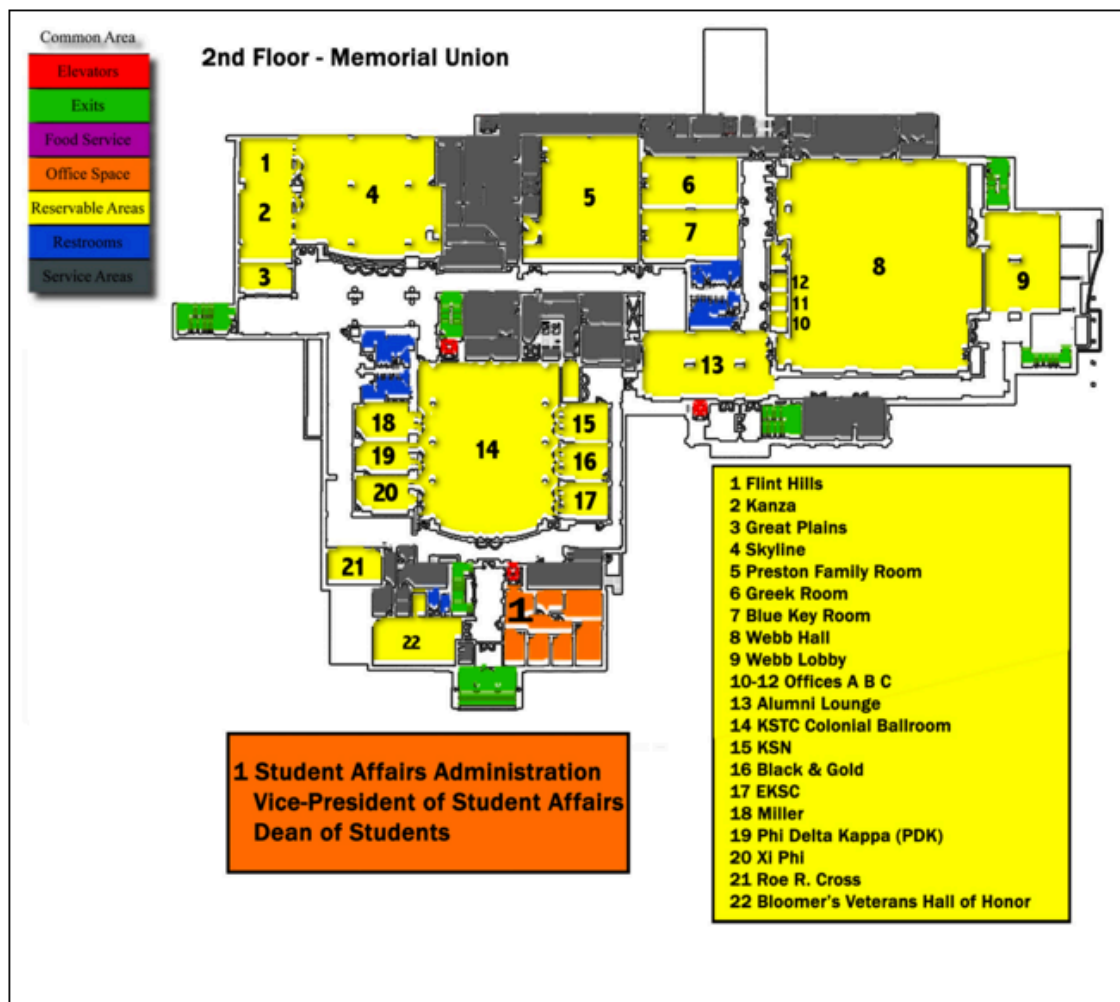 Common Area
Elevators
Exits
Food Service
Office Space
Reservable Areas
Restrooms
Service Areas
2nd Floor - Memorial Union
1
2
3
4
5
6
7
8
9
12
11
10
13
14
15
16
17
18
19
20
21
22
1
1 Flint Hills
2 Kanza
3 Great Plains
4 Skyline
5 Preston Family Room
6 Greek Room
7 Blue Key Room
8 Webb Hall
9 Webb Lobby
10-12 Offices A B C
13 Alumni Lounge
14 KSTC Colonial Ballroom
15 KSN
16 Black & Gold
17 EKSC
18 Miller
19 Phi Delta Kappa (PDK)
20 Xi Phi
21 Roe R. Cross
22 Bloomer's Veterans Hall of Honor
1 Student Affairs Administration
Vice-President of Student Affairs
Dean of Students